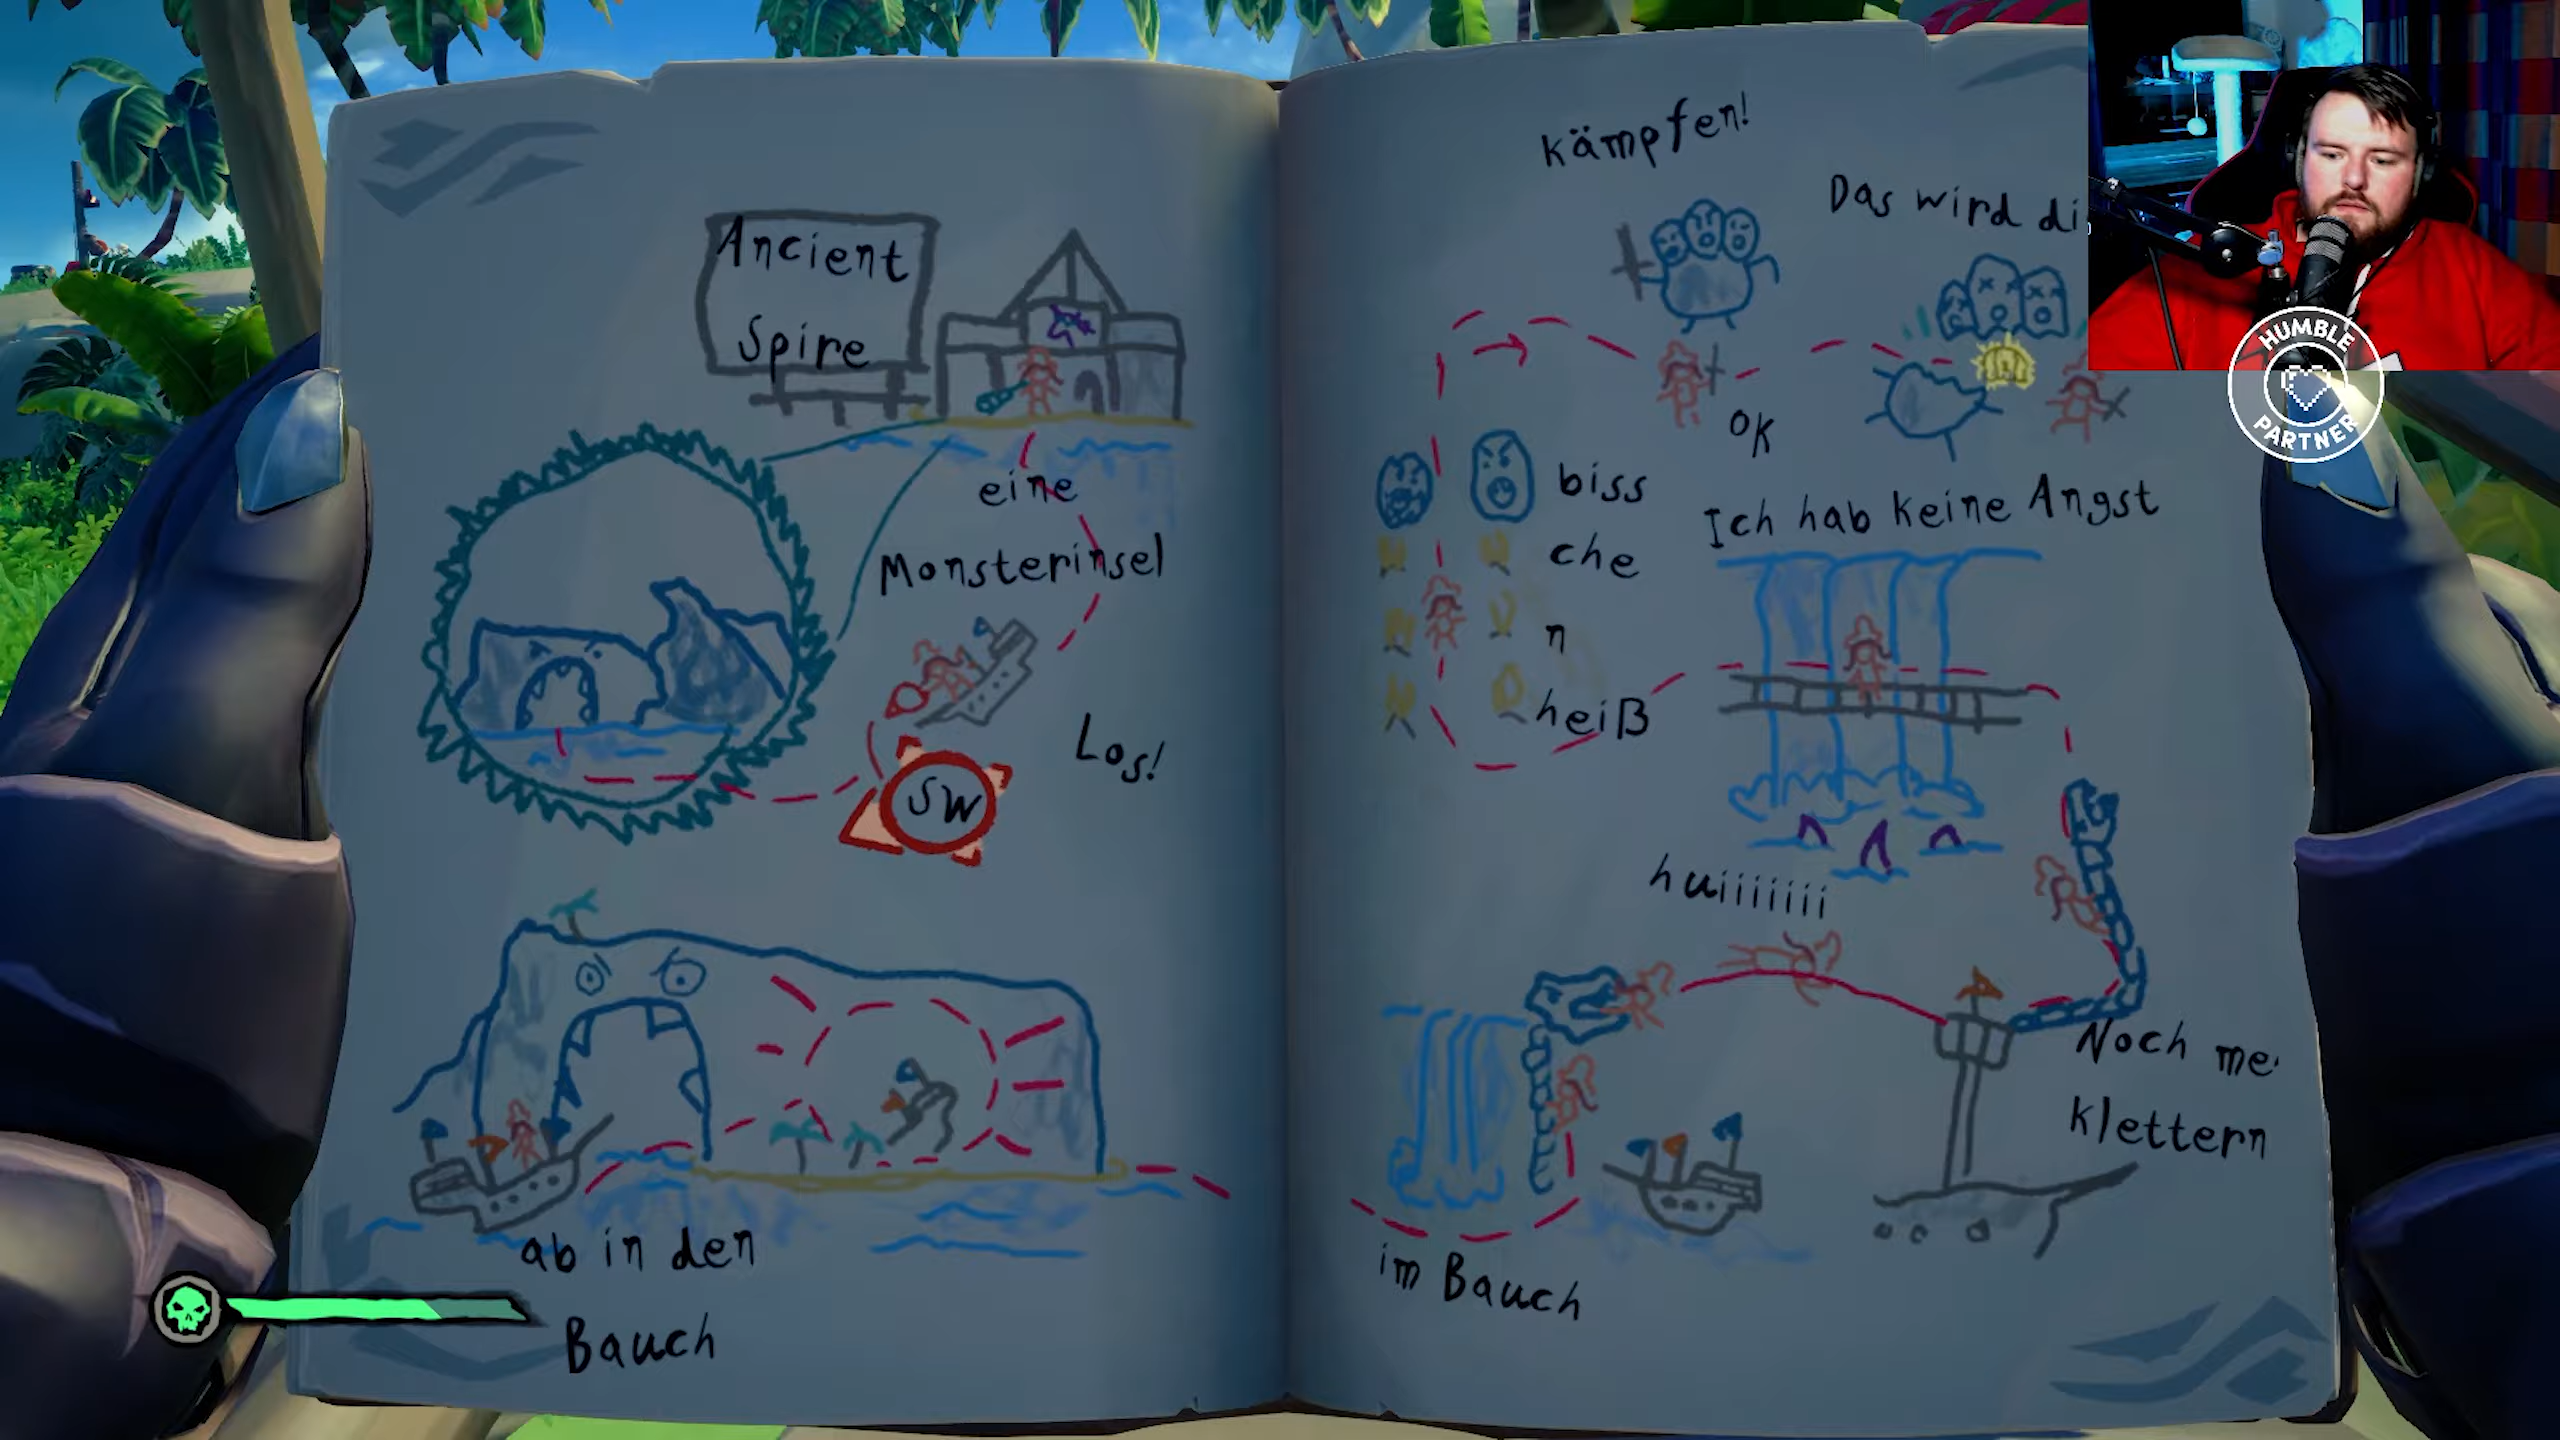 Ancient
Spire
eine
Monsterinsel
Los!
SW
ab in den
Bauch
kämpfen!
Das wird di
OK
biss
che
n
heiß
Ich hab keine Angst
huiiiiiiii
Noch me
klettern
im Bauch
HUMBLE
PARTNER